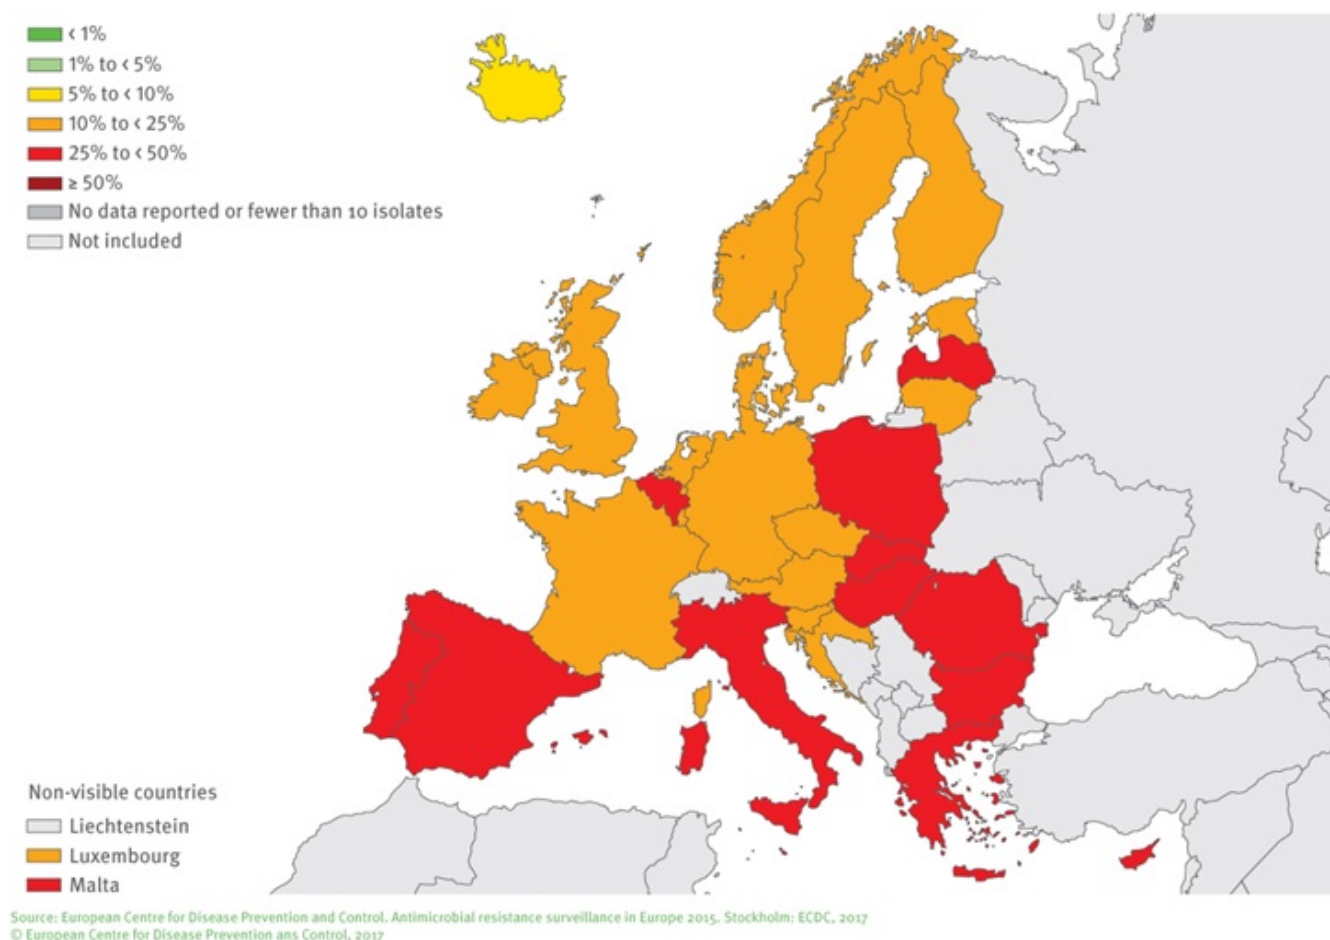 < 1%
1% to < 5%
5% to < 10%
10% to < 25%
25% to < 50%
≥ 50%
No data reported or fewer than 10 isolates
Not included
Non-visible countries
Liechtenstein
Luxembourg
Malta
Source: European Centre for Disease Prevention and Control. Antimicrobial resistance surveillance in Europe 2015. Stockholm: ECDC, 2017
© European Centre for Disease Prevention ans Control, 2017